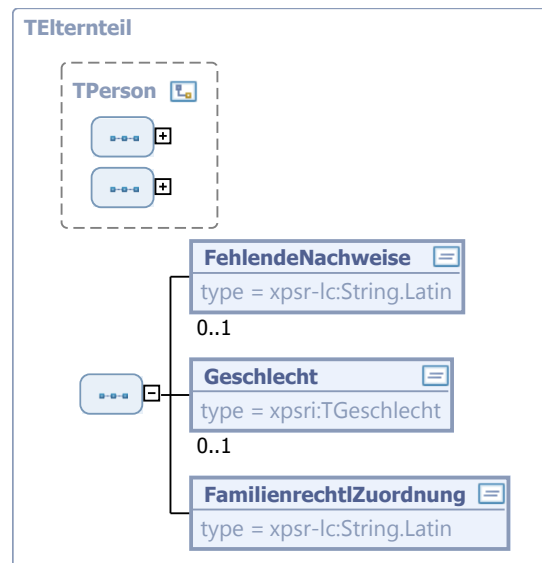 TElternteil
TPerson
FehlendeNachweise
type = xpsr-lc:String.Latin
0..1
Geschlecht
type = xpsri:TGeschlecht
0..1
FamilienrechtlZuordnung
type = xpsr-lc:String.Latin